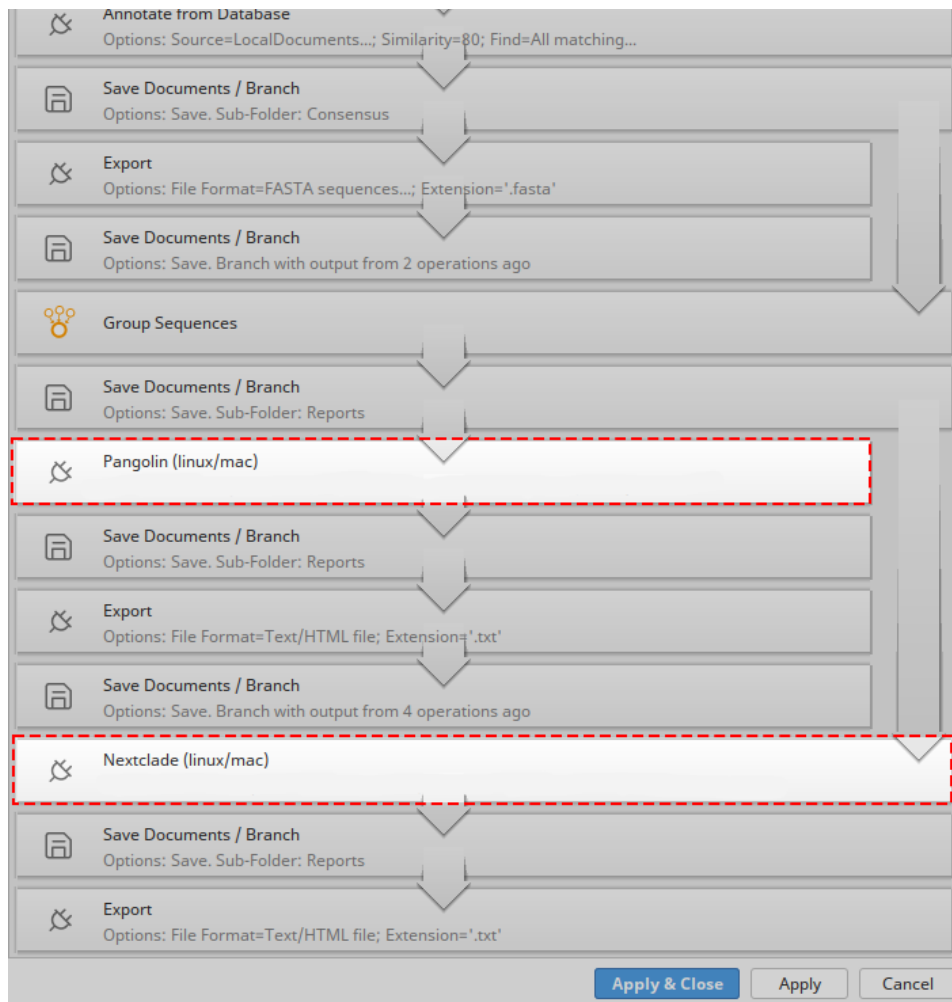 Annotate from Database
Options: Source=LocalDocuments...; Similarity=80; Find=All matching...
Save Documents / Branch
Options: Save. Sub-Folder: Consensus
Export
Options: File Format=FASTA sequences...; Extension='.fasta'
Save Documents / Branch
Options: Save. Branch with output from 2 operations ago
Group Sequences
Save Documents / Branch
Options: Save. Sub-Folder: Reports
Pangolin (linux/mac)
Save Documents / Branch
Options: Save. Sub-Folder: Reports
Export
Options: File Format=Text/HTML file; Extension='.txt'
Save Documents / Branch
Options: Save. Branch with output from 4 operations ago
Nextclade (linux/mac)
Save Documents / Branch
Options: Save. Sub-Folder: Reports
Export
Options: File Format=Text/HTML file; Extension='.txt'
Apply & Close Apply Cancel